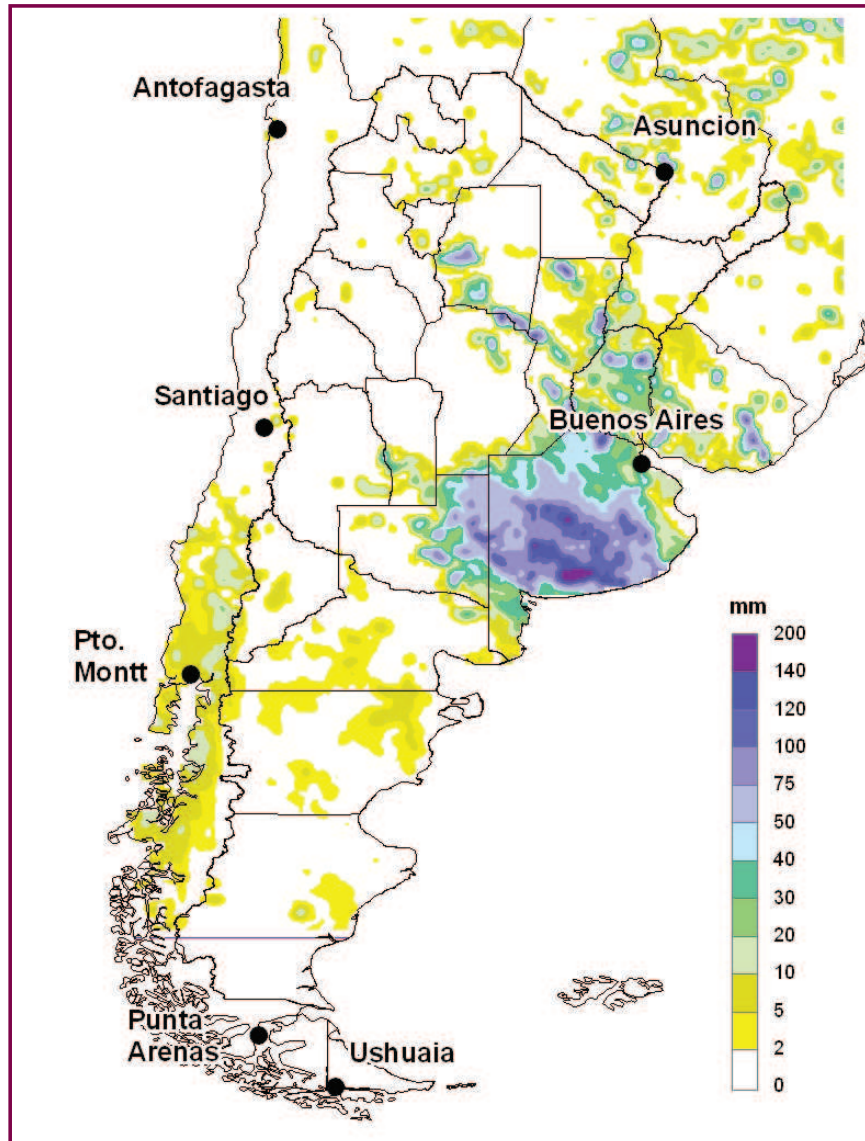 Antofagasta
Asuncion
Santiago
Buenos Aires
mm
200
140
120
100
75
50
40
30
20
10
5
2
0
Pto.
Montt
Punta
Arenas
Ushuaia